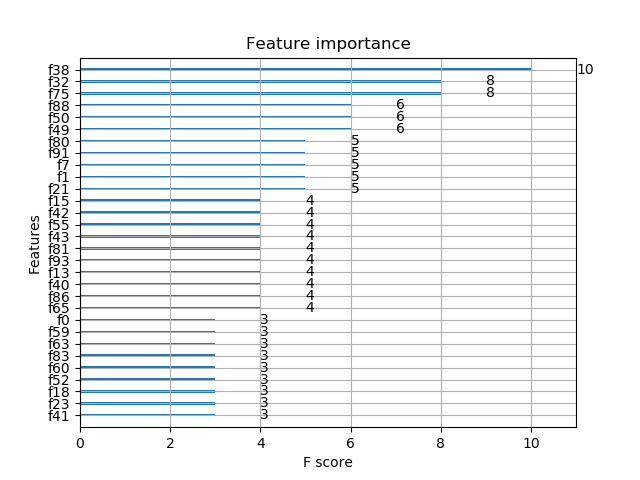 Feature importance
f38 10
f32 8
f75 8
f88 6
f50 6
f49 6
f80 5
f91 5
f7 5
f1 5
f21 5
f15 4
f42 4
f55 4
f43 4
f81 4
f93 4
f13 4
f40 4
f86 4
f65 4
f0 3
f59 3
f63 3
f83 3
f60 3
f52 3
f18 3
f23 3
f41 3
Features
0 2 4 6 8 10
F score